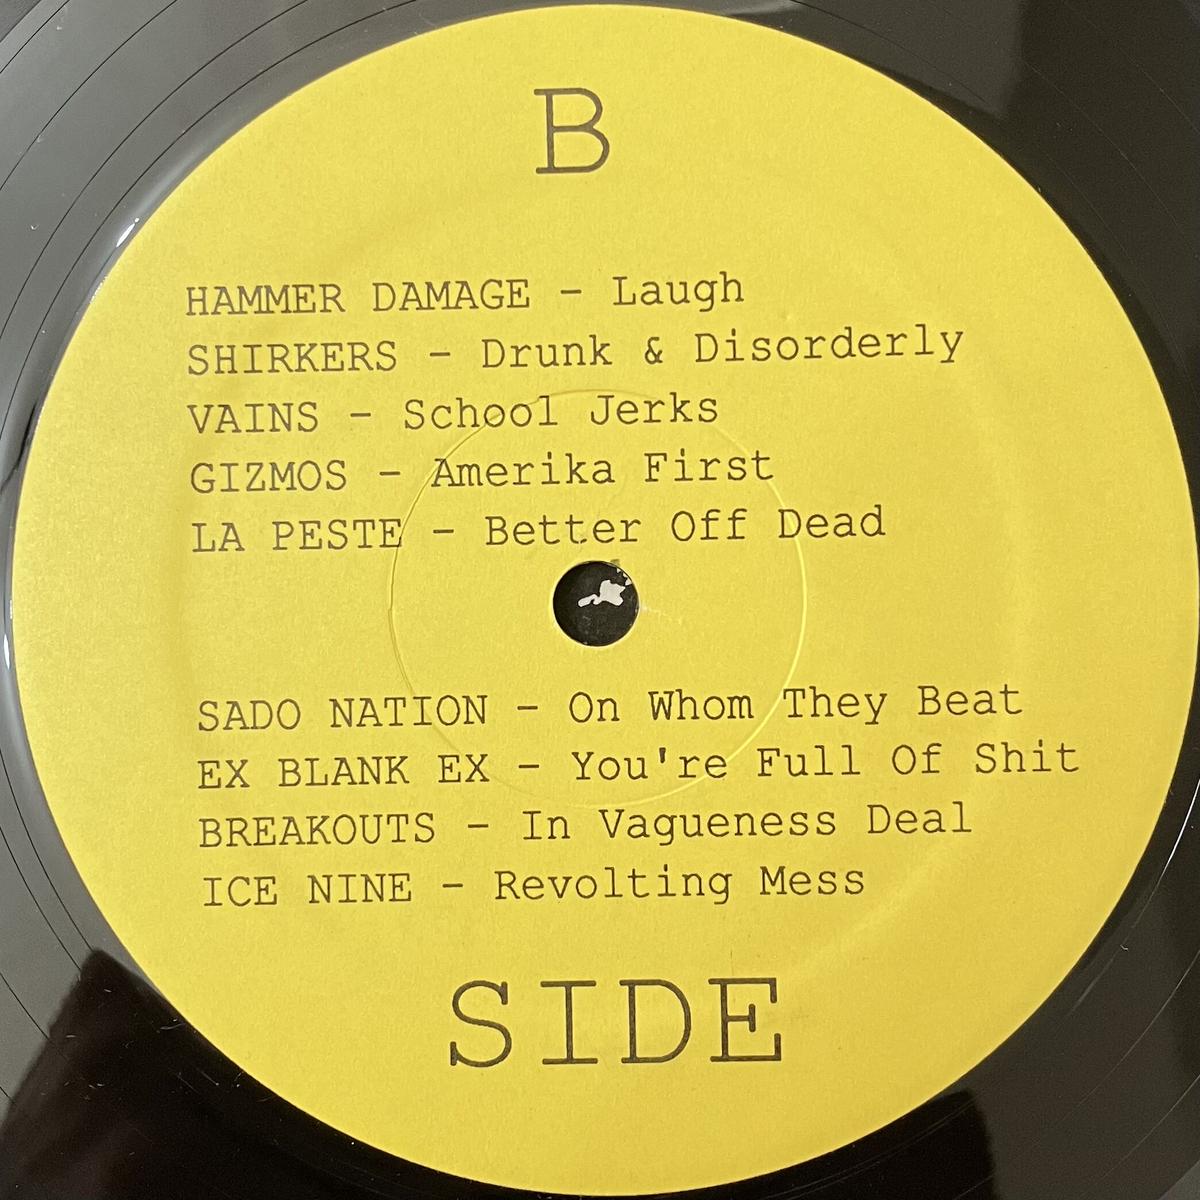 B
HAMMER DAMAGE - Laugh
SHIRKERS - Drunk & Disorderly
VAINS - School Jerks
GIZMOS - Amerika First
LA PESTE - Better Off Dead
SADO NATION - On Whom They Beat
EX BLANK EX - You're Full Of Shit
BREAKOUTS - In Vagueness Deal
ICE NINE - Revolting Mess
SIDE